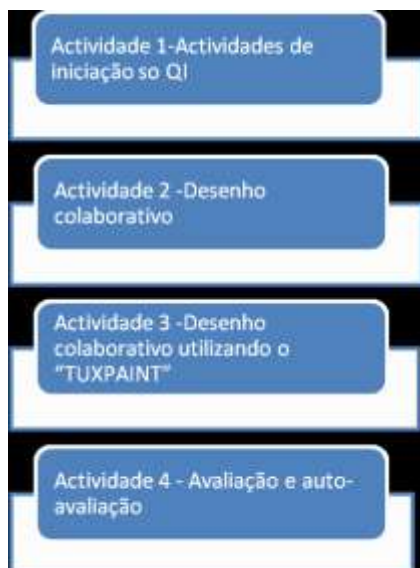 Actividade 1-Actividades de
iniciação so QI
Actividade 2 -Desenho
colaborativo
Actividade 3 -Desenho
colaborativo utilizando o
"TUXPAINT"
Actividade 4 - Avaliação e auto-
avaliação